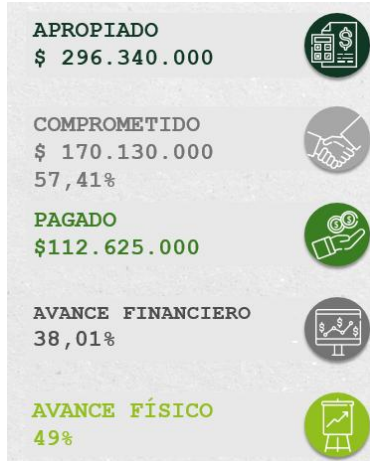 APROPIADO
$ 296.340.000
COMPROMETIDO
$ 170.130.000
57,41%
PAGADO
$112.625.000
AVANCE FINANCIERO
38,01%
AVANCE FÍSICO
49%